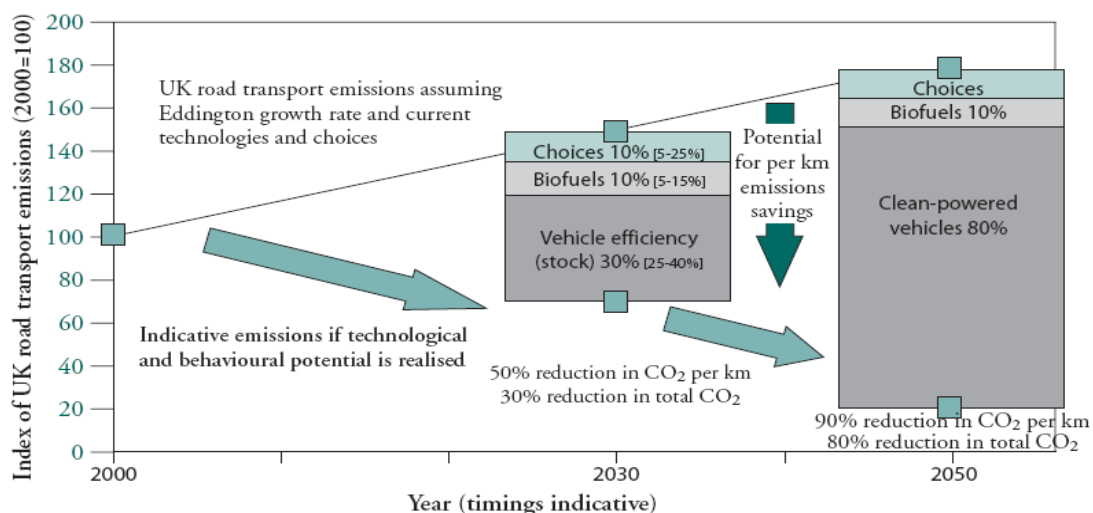 Index of UK road transport emissions (2000=100)
200
180
160
140
120
100
80
60
40
20
0
UK road transport emissions assuming
Eddington growth rate and current
technologies and choices
Choices 10% [5-25%]
Biofuels 10% [5-15%]
Vehicle efficiency
(stock) 30% [25-40%]
Potential
for per km
emissions
savings
Choices
Biofuels 10%
Clean-powered
vehicles 80%
Indicative emissions if technological
and behavioural potential is realised
50% reduction in CO₂ per km
30% reduction in total CO₂
90% reduction in CO₂ per km
80% reduction in total CO₂
2000
2030
2050
Year (timings indicative)